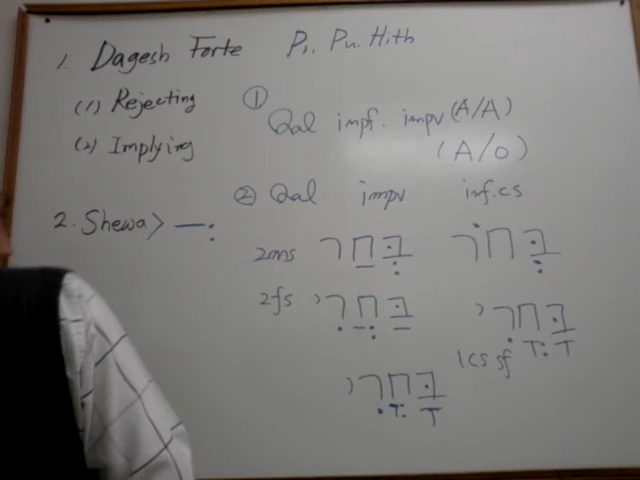 1. Dagesh Forte Pi. Pu. Hith
(1) Rejecting ① Qal impf. impv (A/A)
(2) Implying (A/O)
② Qal impv inf.cs
2. Shewa > ֲ
2ms בְּחַר בְּחֹר
2fs בַּחֲרִי בָּחֳרִי
1cs sf
בָּחֳרִי